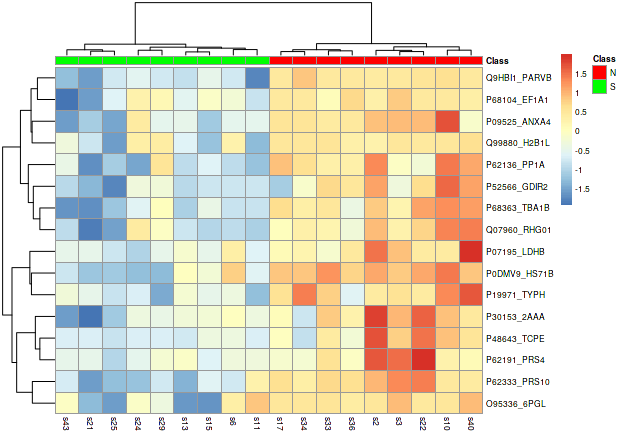 Class
Q9HBI1_PARVB
P68104_EF1A1
P09525_ANXA4
Q99880_H2B1L
P62136_PP1A
P52566_GDIR2
P68363_TBA1B
Q07960_RHG01
P07195_LDHB
P0DMV9_HS71B
P19971_TYPH
P30153_2AAA
P48643_TCPE
P62191_PRS4
P62333_PRS10
O95336_6PGL
s43 s21 s25 s24 s29 s13 s15 s6 s11 s17 s34 s33 s36 s2 s3 s22 s10 s40
1.5
1
0.5
0
-0.5
-1
-1.5
Class
N
S